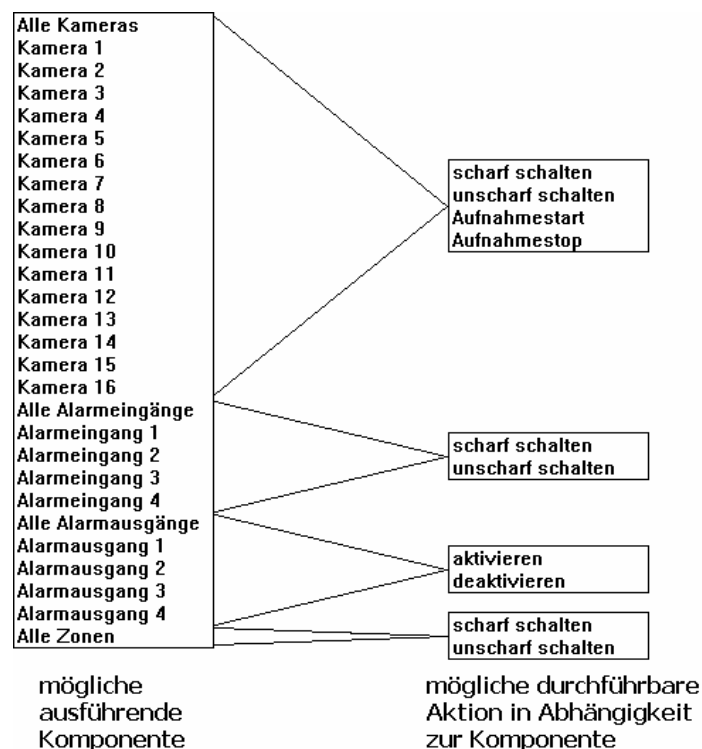 Alle Kameras
Kamera 1
Kamera 2
Kamera 3
Kamera 4
Kamera 5
Kamera 6
Kamera 7
Kamera 8
Kamera 9
Kamera 10
Kamera 11
Kamera 12
Kamera 13
Kamera 14
Kamera 15
Kamera 16
Alle Alarmeingänge
Alarmeingang 1
Alarmeingang 2
Alarmeingang 3
Alarmeingang 4
Alle Alarmausgänge
Alarmausgang 1
Alarmausgang 2
Alarmausgang 3
Alarmausgang 4
Alle Zonen
mögliche
ausführende
Komponente
scharf schalten
unscharf schalten
Aufnahmestart
Aufnahmestop
scharf schalten
unscharf schalten
aktivieren
deaktivieren
scharf schalten
unscharf schalten
mögliche durchführbare
Aktion in Abhängigkeit
zur Komponente